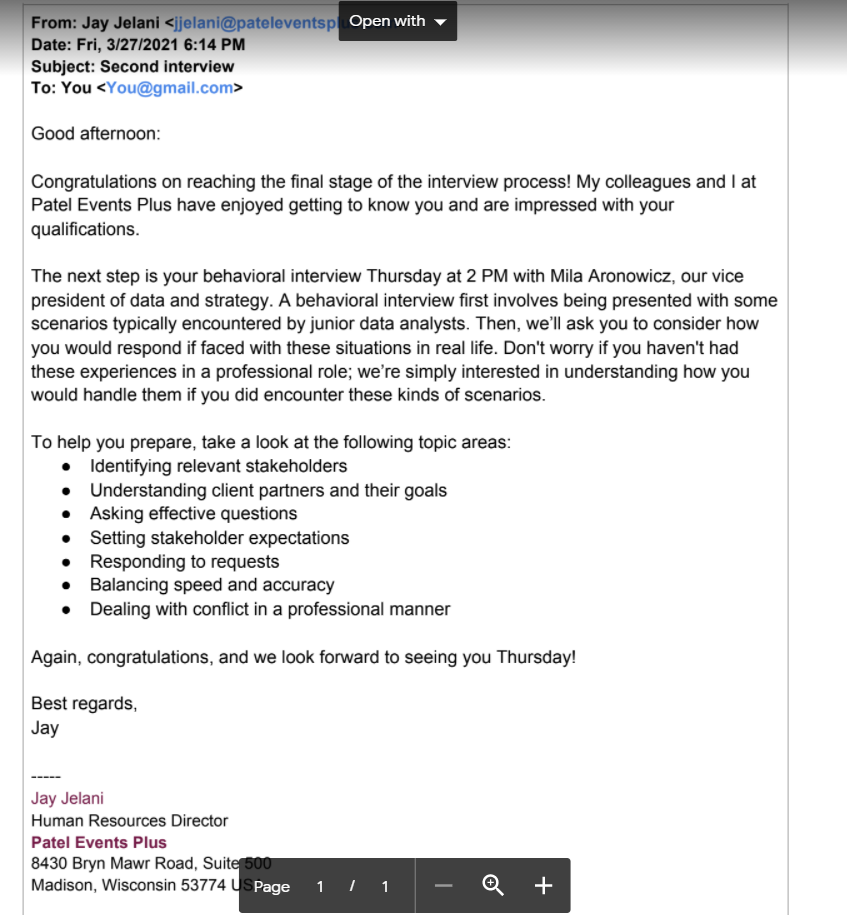 From: Jay Jelani <jjelani@pateleventspl
Open with
Date: Fri, 3/27/2021 6:14 PM
Subject: Second interview
To: You <You@gmail.com>
Good afternoon:
Congratulations on reaching the final stage of the interview process! My colleagues and I at
Patel Events Plus have enjoyed getting to know you and are impressed with your
qualifications.
The next step is your behavioral interview Thursday at 2 PM with Mila Aronowicz, our vice
president of data and strategy. A behavioral interview first involves being presented with some
scenarios typically encountered by junior data analysts. Then, we’ll ask you to consider how
you would respond if faced with these situations in real life. Don't worry if you haven't had
these experiences in a professional role; we’re simply interested in understanding how you
would handle them if you did encounter these kinds of scenarios.
To help you prepare, take a look at the following topic areas:
● Identifying relevant stakeholders
● Understanding client partners and their goals
● Asking effective questions
● Setting stakeholder expectations
● Responding to requests
● Balancing speed and accuracy
● Dealing with conflict in a professional manner
Again, congratulations, and we look forward to seeing you Thursday!
Best regards,
Jay
-----
Jay Jelani
Human Resources Director
Patel Events Plus
8430 Bryn Mawr Road, Suite 500
Madison, Wisconsin 53774 USA
Page 1 / 1